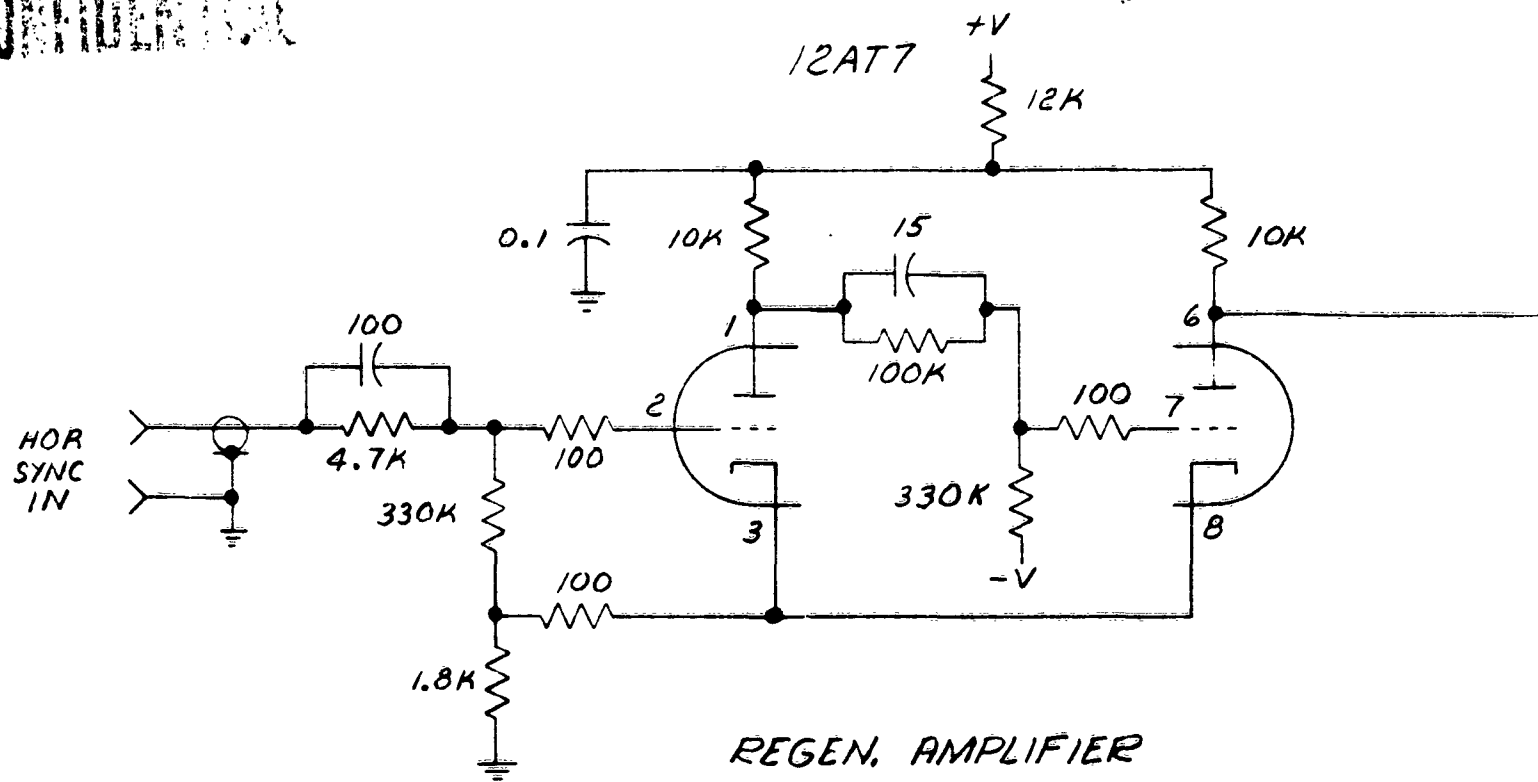 +V
12AT7
12K
0.1
10K
15
10K
100
1
6
100K
2
100
7
HOR
SYNC
IN
4.7K
100
330K
330K
3
8
100
-V
1.8K
REGEN. AMPLIFIER